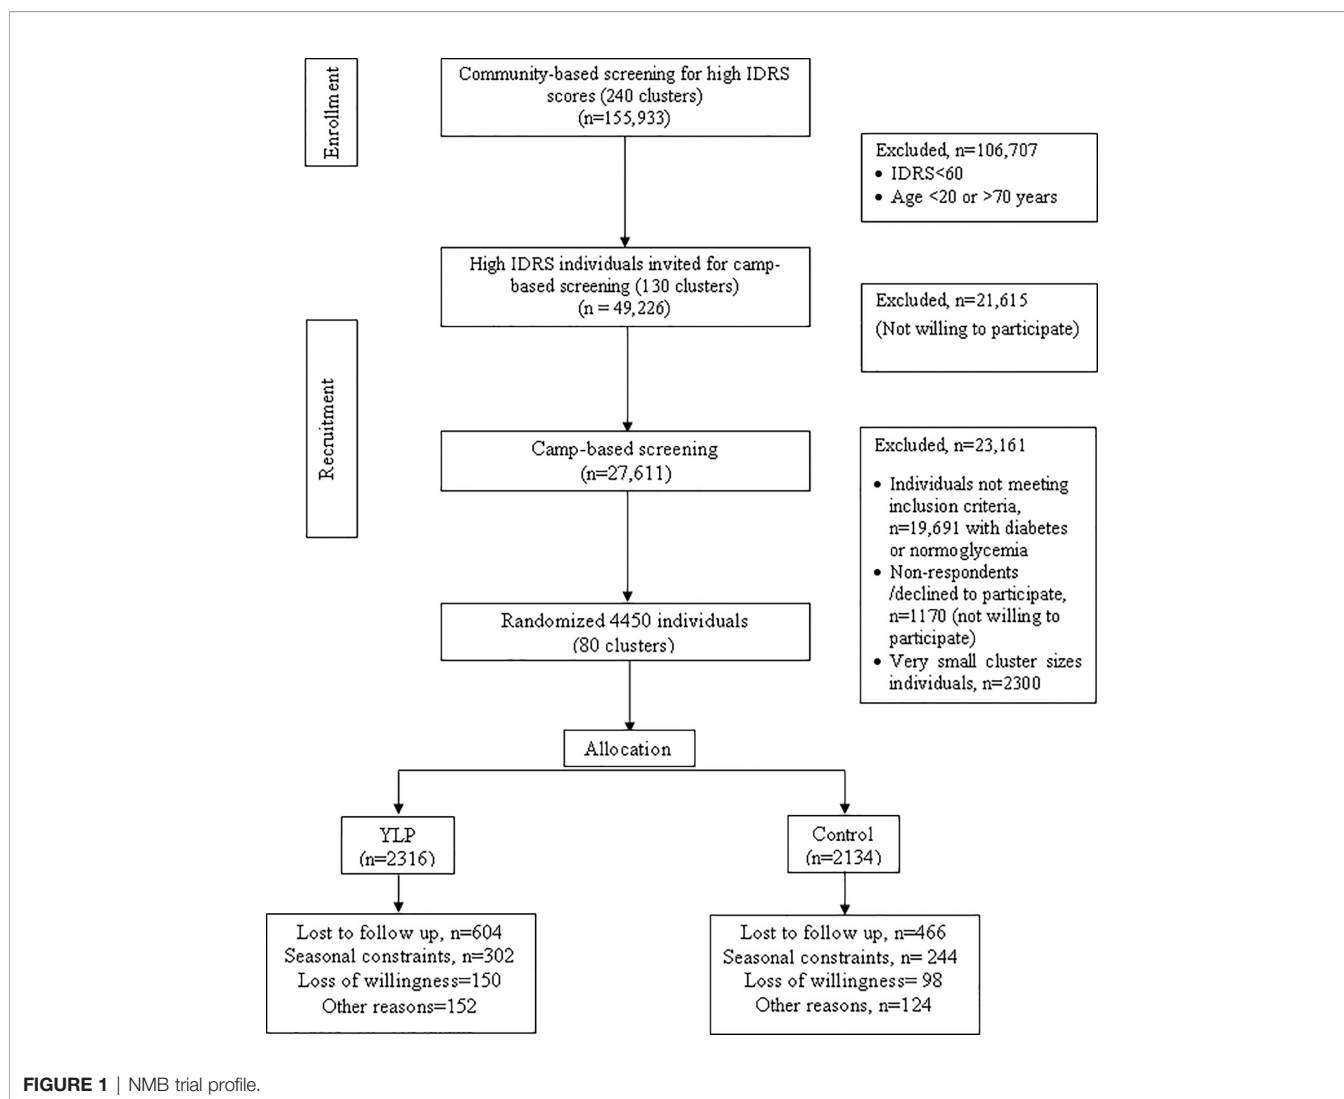 Enrollment
Community-based screening for high IDRS
scores (240 clusters)
(n=155,933)
Excluded, n=106,707
• IDRS<60
• Age <20 or >70 years
High IDRS individuals invited for camp-
based screening (130 clusters)
(n = 49,226)
Excluded, n=21,615
(Not willing to participate)
Recruitment
Camp-based screening
(n=27,611)
Excluded, n=23,161
• Individuals not meeting
inclusion criteria,
n=19,691 with diabetes
or normoglycemia
• Non-respondents
/declined to participate,
n=1170 (not willing to
participate)
• Very small cluster sizes
individuals, n=2300
Randomized 4450 individuals
(80 clusters)
Allocation
YLP
(n=2316)
Control
(n=2134)
Lost to follow up, n=604
Seasonal constraints, n=302
Loss of willingness=150
Other reasons=152
Lost to follow up, n=466
Seasonal constraints, n= 244
Loss of willingness= 98
Other reasons, n=124
FIGURE 1 | NMB trial profile.